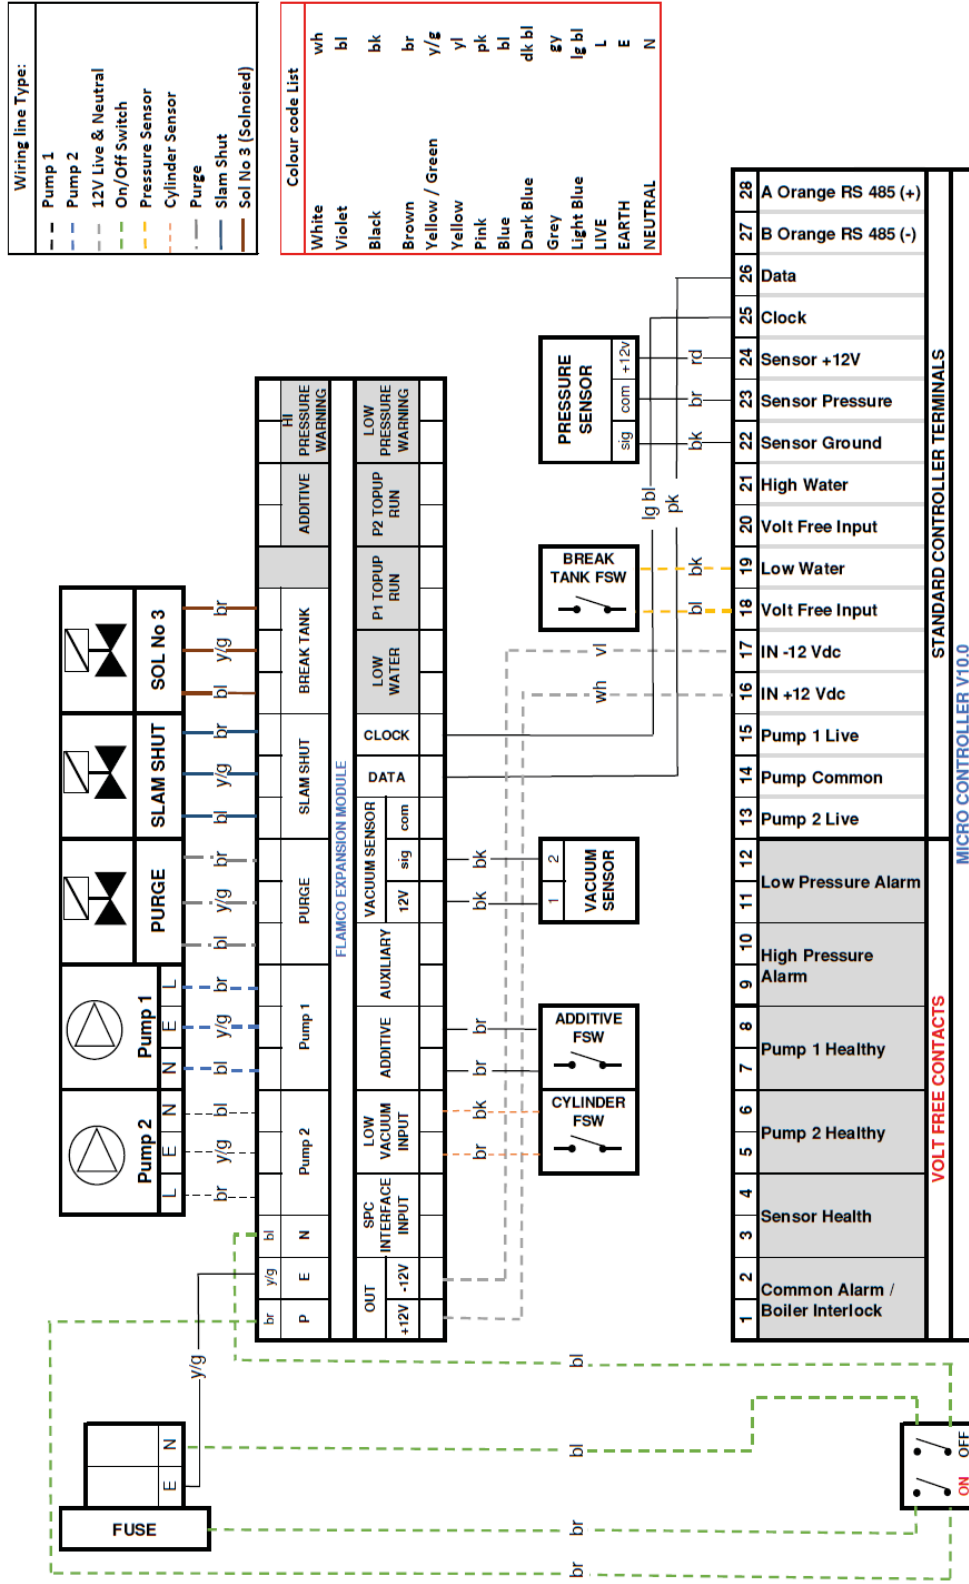 Wiring line Type:
Pump 1
Pump 2
12V Live & Neutral
On/Off Switch
Pressure Sensor
Cylinder Sensor
Purge
Slam Shut
Sol No 3 (Solnoied)
Colour code List
White wh
Violet bl
Black bk
Brown br
Yellow / Green y/g
Yellow yl
Pink pk
Blue bl
Dark Blue dk bl
Grey gy
Light Blue lg bl
LIVE L
EARTH E
NEUTRAL N
FUSE
E N
Pump 2
L E N
Pump 1
N E L
PURGE
SLAM SHUT
SOL No 3
br y/g bl
bl y/g br
bl y/g br
bl y/g br
bl y/g br
y/g
br y/g bl
P E N
Pump 2
Pump 1
PURGE
SLAM SHUT
BREAK TANK
ADDITIVE
HI
PRESSURE
WARNING
FLAMCO EXPANSION MODULE
OUT
+12V -12V
SPC
INTERFACE
INPUT
LOW
VACUUM
INPUT
ADDITIVE
AUXILIARY
VACUUM SENSOR
12V sig com
DATA
CLOCK
LOW
WATER
P1 TOPUP
RUN
P2 TOPUP
RUN
LOW
PRESSURE
WARNING
br bk
br br
bk bk
CYLINDER
FSW
ADDITIVE
FSW
1 2
VACUUM
SENSOR
BREAK
TANK FSW
PRESSURE
SENSOR
sig com +12v
wh
vl
bl bk
lg bl
pk
bk br rd
bl
bl
br
br
ON OFF
28 A Orange RS 485 (+)
27 B Orange RS 485 (-)
26 Data
25 Clock
24 Sensor +12V
23 Sensor Pressure
22 Sensor Ground
21 High Water
20 Volt Free Input
19 Low Water
18 Volt Free Input
17 IN -12 Vdc
16 IN +12 Vdc
15 Pump 1 Live
14 Pump Common
13 Pump 2 Live
12
11
Low Pressure Alarm
10
9
High Pressure
Alarm
8
7
Pump 1 Healthy
6
5
Pump 2 Healthy
4
3
Sensor Health
2
1
Common Alarm /
Boiler Interlock
STANDARD CONTROLLER TERMINALS
VOLT FREE CONTACTS
MICRO CONTROLLER V10.0